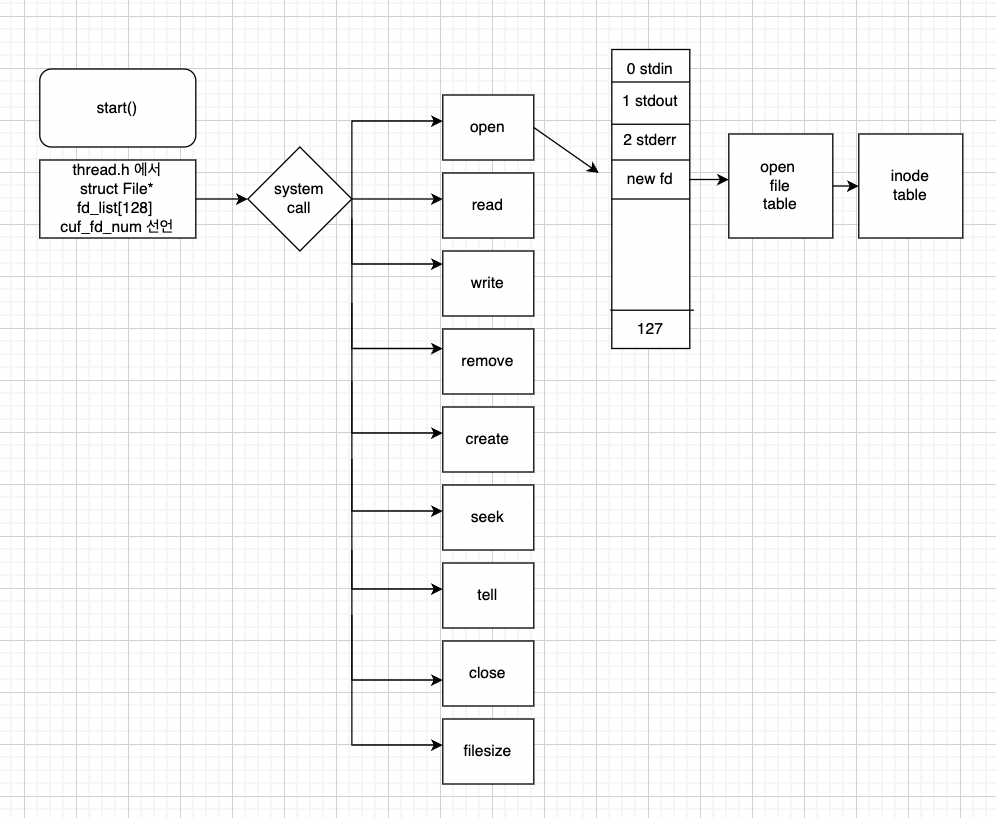 start()
thread.h 에서
struct File*
fd_list[128]
cuf_fd_num 선언
system
call
open
read
write
remove
create
seek
tell
close
filesize
0 stdin
1 stdout
2 stderr
new fd
127
open
file
table
inode
table